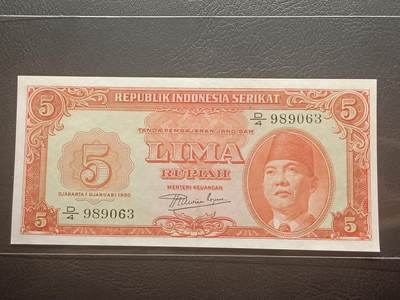 5 REPUBLIK INDONESIA SERIKAT 5
D/4 989063
TANDA PEMBAJARAN JANG SAH
5 LIMA
RUPIAH
DJAKARTA 1 DJANUARI 1950
MENTERI KEUANGAN
D/4 989063
5 5